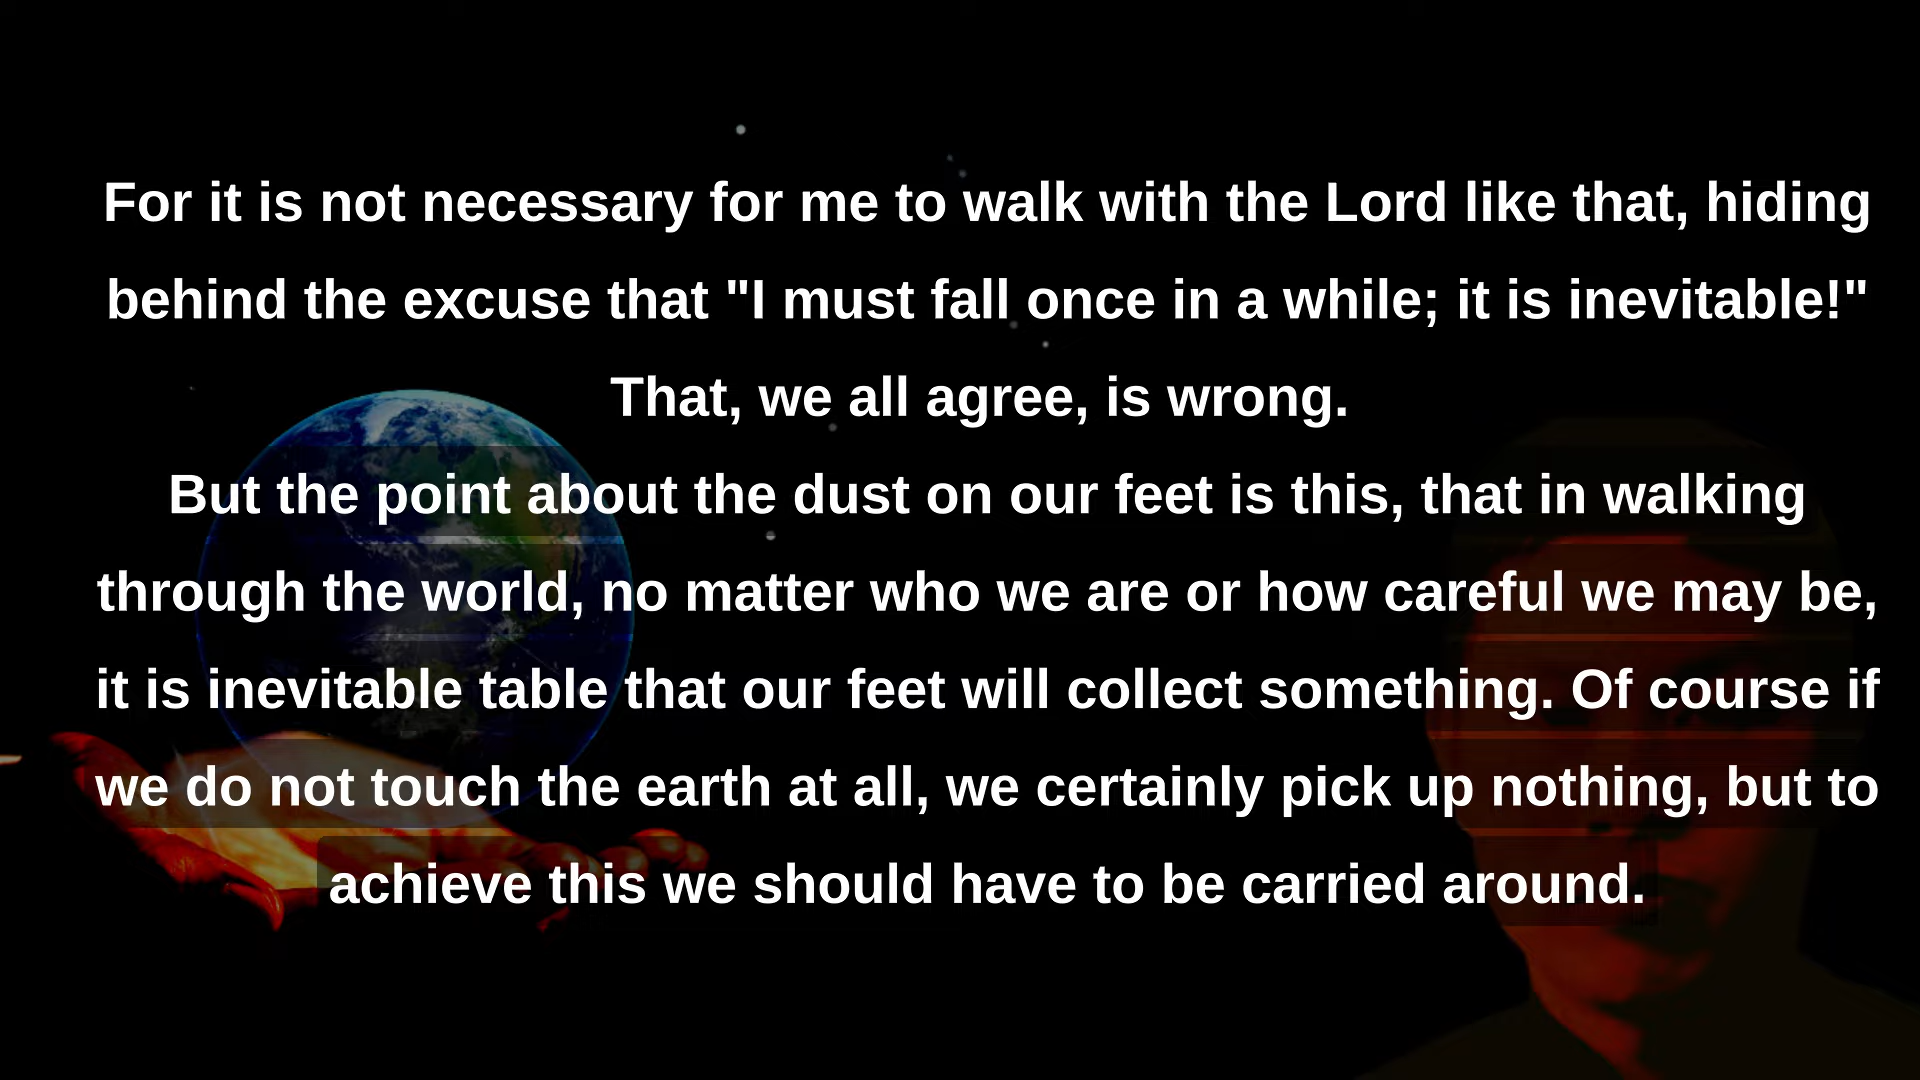 For it is not necessary for me to walk with the Lord like that, hiding
behind the excuse that "I must fall once in a while; it is inevitable!"
That, we all agree, is wrong.
But the point about the dust on our feet is this, that in walking
through the world, no matter who we are or how careful we may be,
it is inevitable table that our feet will collect something. Of course if
we do not touch the earth at all, we certainly pick up nothing, but to
achieve this we should have to be carried around.